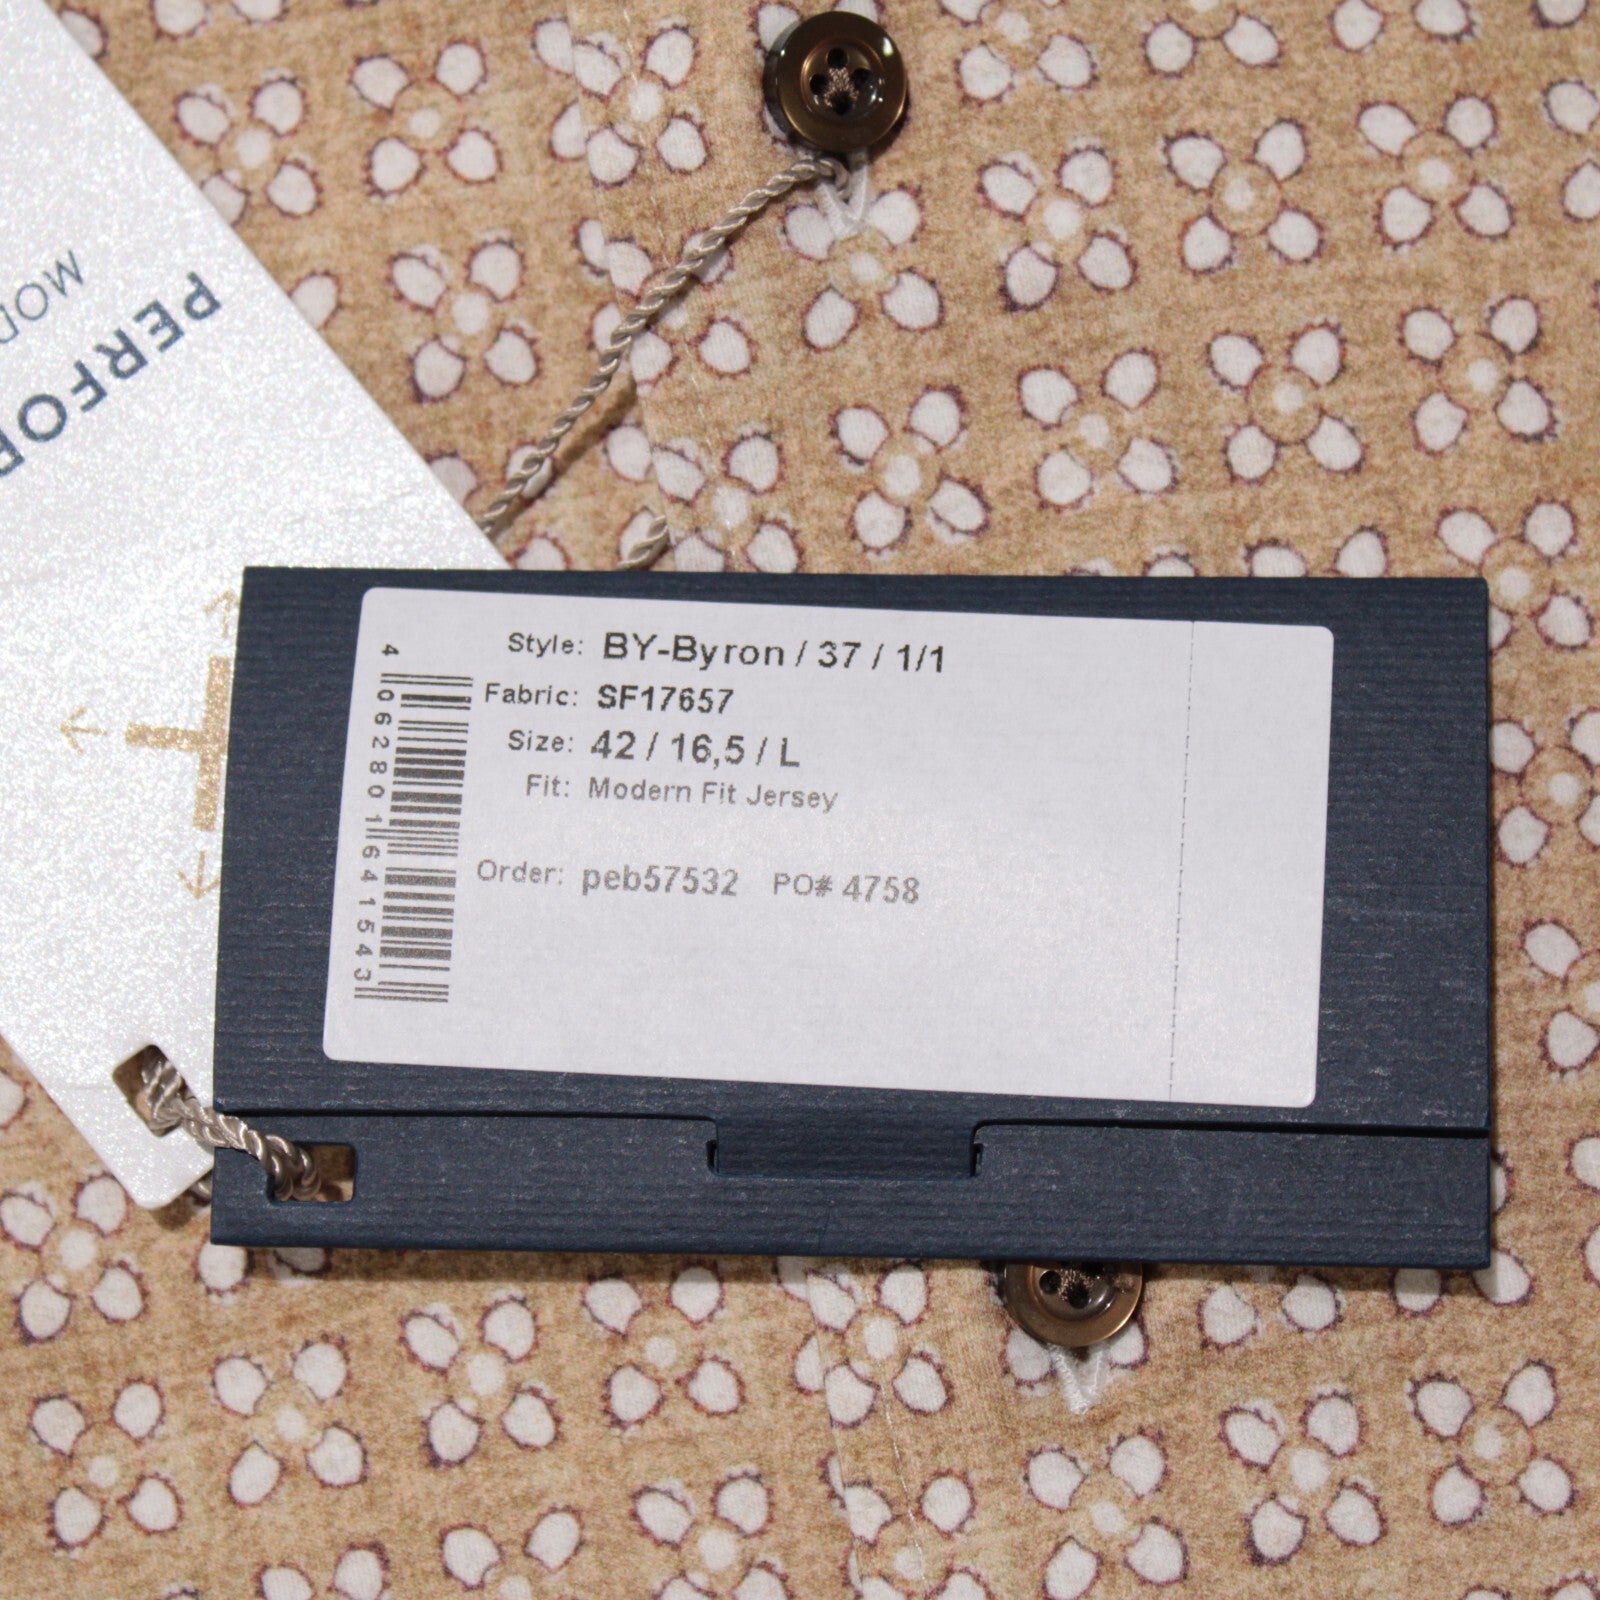 PERFOR
MOD
Style: BY-Byron / 37 / 1/1
Fabric: SF17657
Size: 42 / 16,5 / L
Fit: Modern Fit Jersey
Order: peb57532 PO# 4758
4 062801 641543